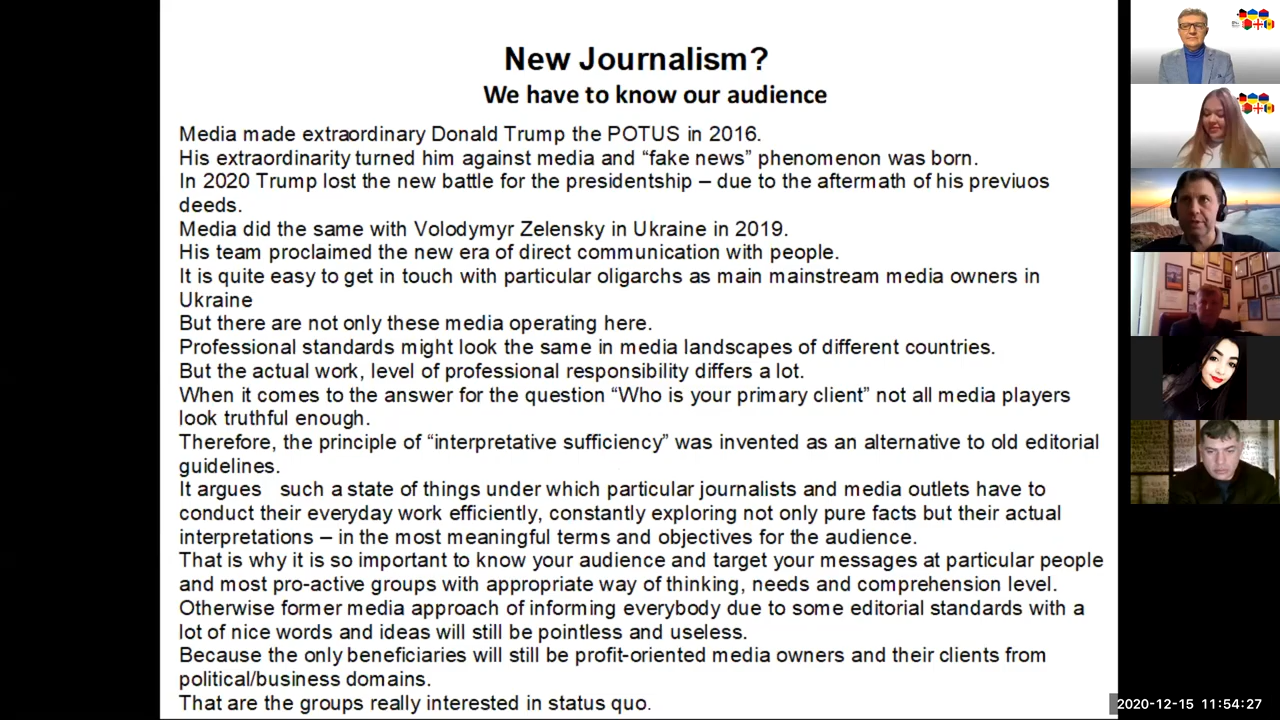 New Journalism?
We have to know our audience
Media made extraordinary Donald Trump the POTUS in 2016.
His extraordinarity turned him against media and “fake news” phenomenon was born.
In 2020 Trump lost the new battle for the presidentship – due to the aftermath of his previuos
deeds.
Media did the same with Volodymyr Zelensky in Ukraine in 2019.
His team proclaimed the new era of direct communication with people.
It is quite easy to get in touch with particular oligarchs as main mainstream media owners in
Ukraine
But there are not only these media operating here.
Professional standards might look the same in media landscapes of different countries.
But the actual work, level of professional responsibility differs a lot.
When it comes to the answer for the question “Who is your primary client” not all media players
look truthful enough.
Therefore, the principle of “interpretative sufficiency” was invented as an alternative to old editorial
guidelines.
It argues such a state of things under which particular journalists and media outlets have to
conduct their everyday work efficiently, constantly exploring not only pure facts but their actual
interpretations – in the most meaningful terms and objectives for the audience.
That is why it is so important to know your audience and target your messages at particular people
and most pro-active groups with appropriate way of thinking, needs and comprehension level.
Otherwise former media approach of informing everybody due to some editorial standards with a
lot of nice words and ideas will still be pointless and useless.
Because the only beneficiaries will still be profit-oriented media owners and their clients from
political/business domains.
That are the groups really interested in status quo.
2020-12-15 11:54:27